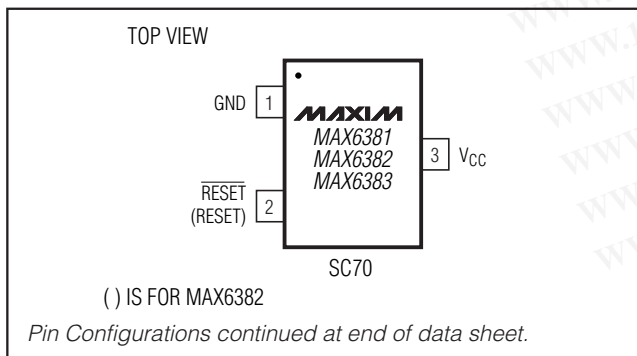 TOP VIEW
GND 1
MAXIM
MAX6381
MAX6382
MAX6383
3 VCC
RESET
(RESET)
2
SC70
( ) IS FOR MAX6382
Pin Configurations continued at end of data sheet.